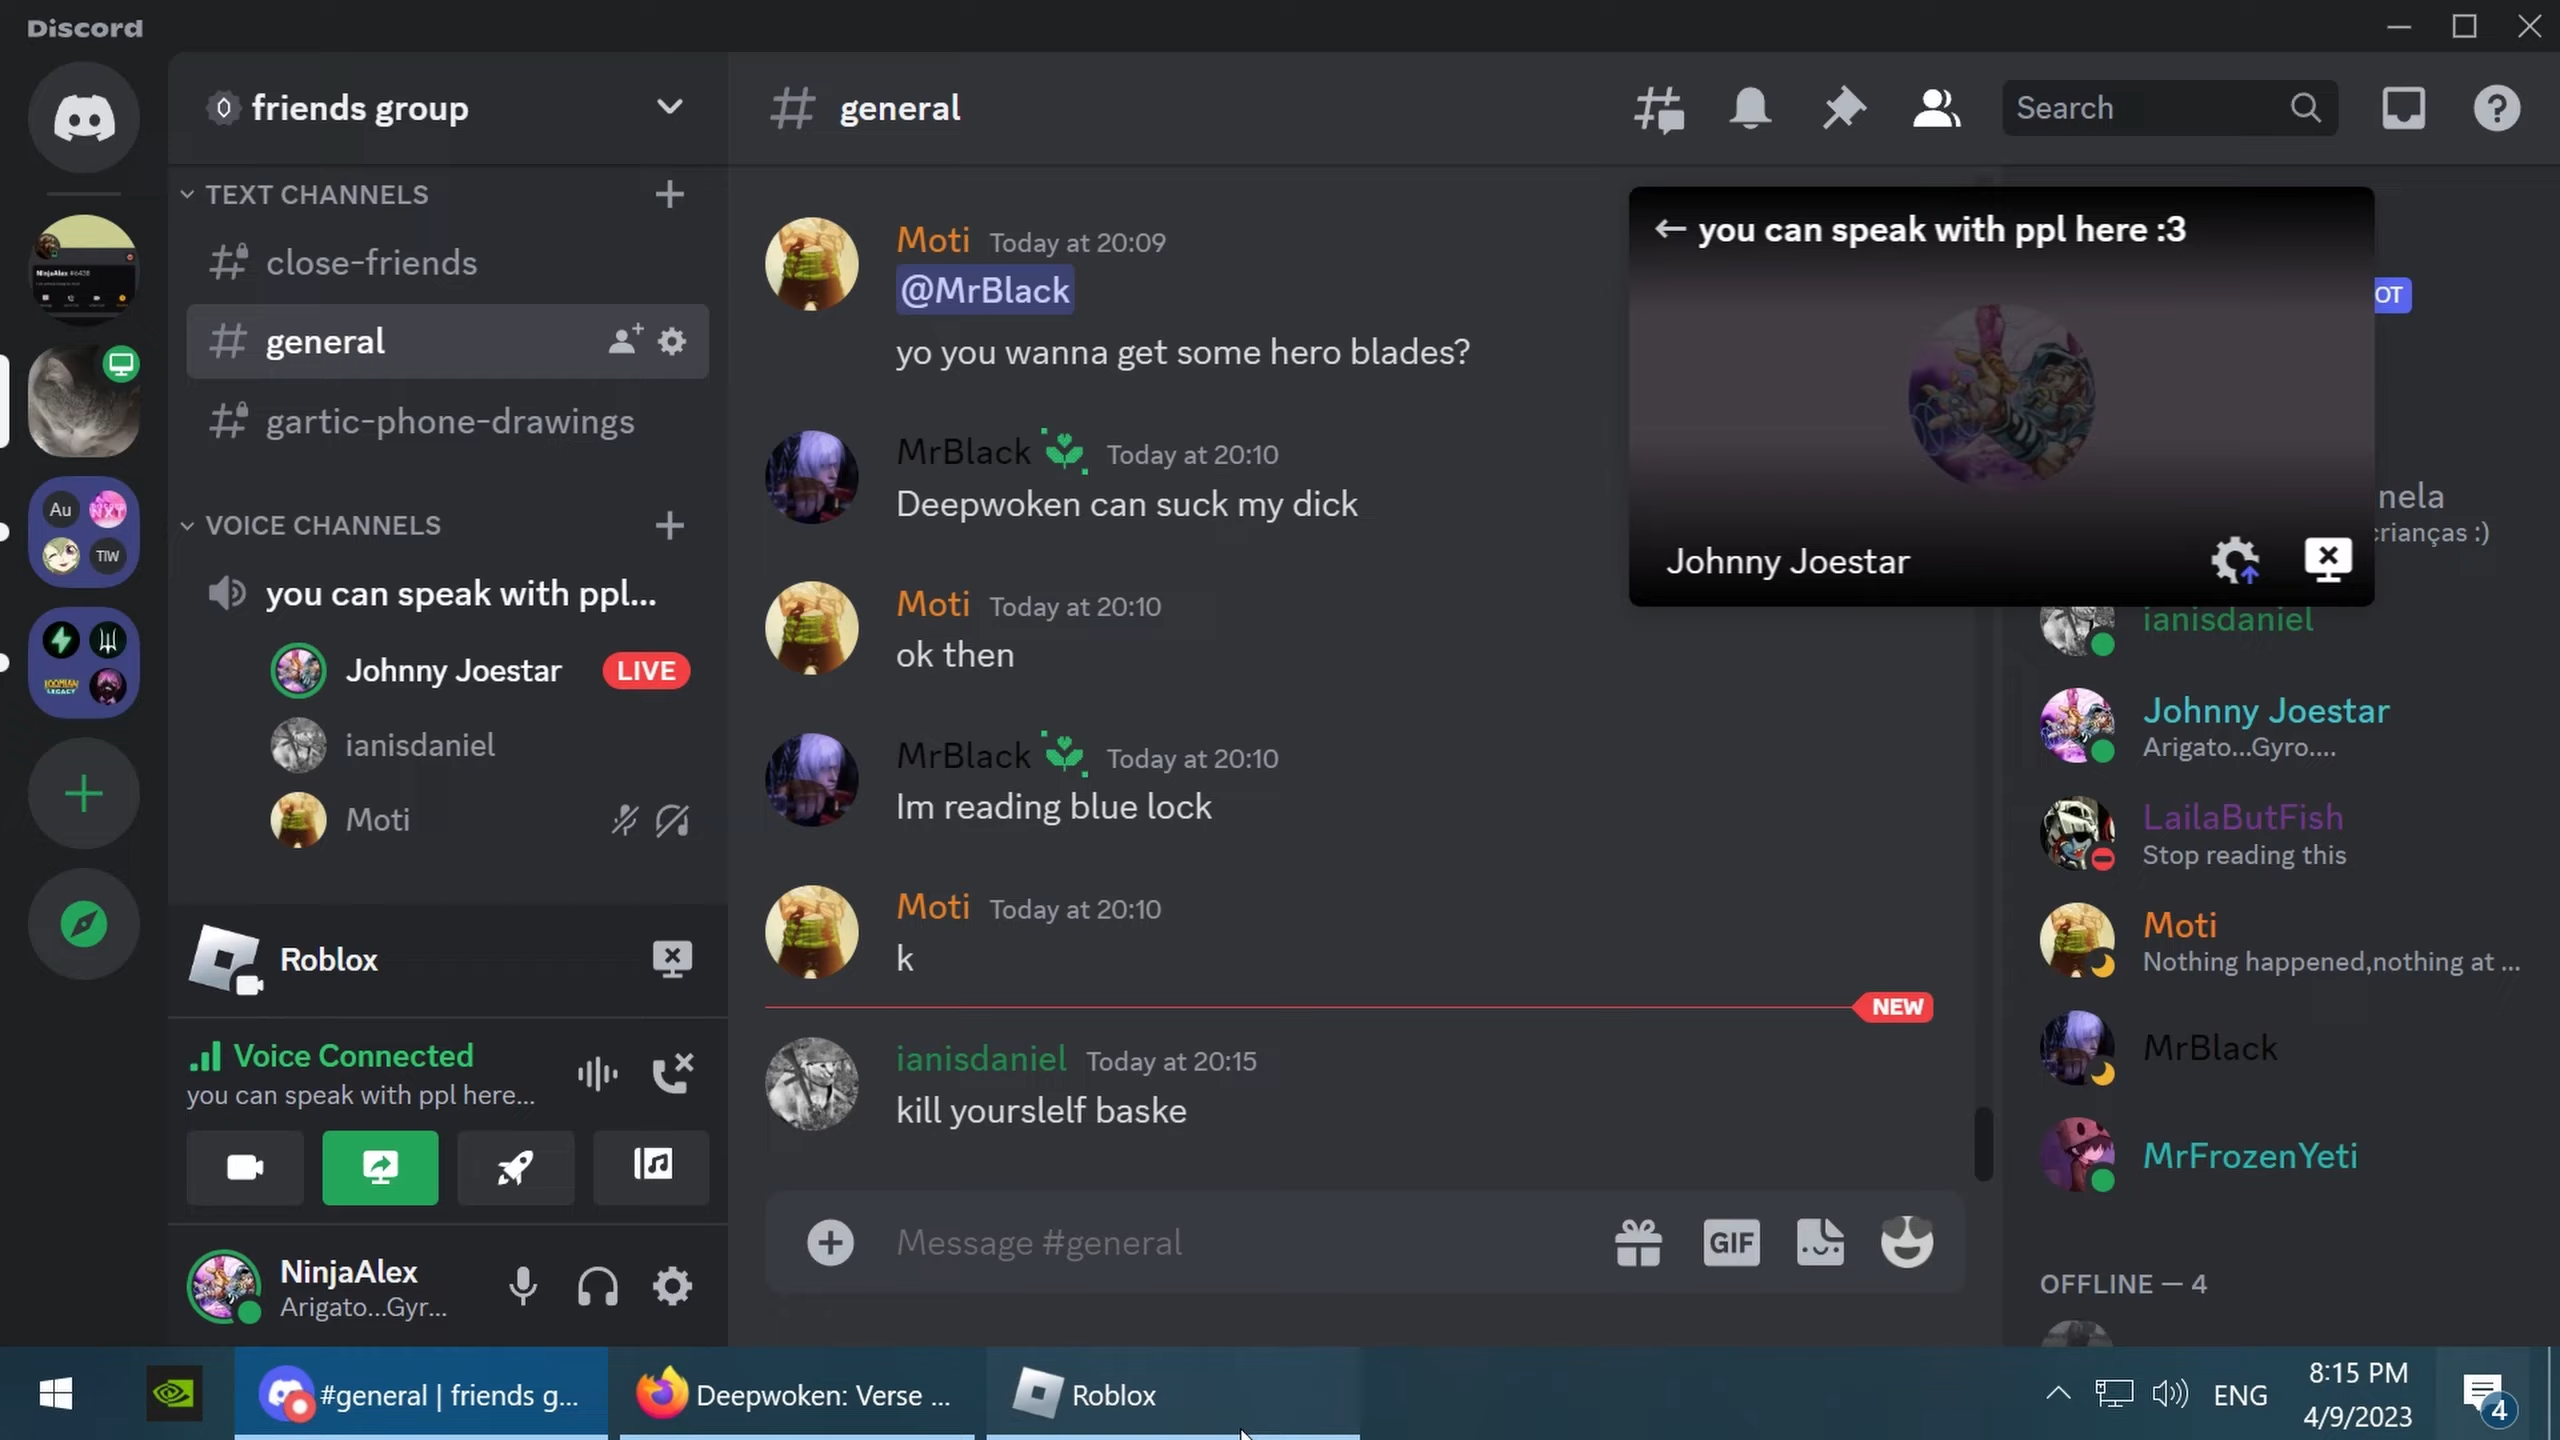 Discord
friends group
TEXT CHANNELS
close-friends
general
gartic-phone-drawings
VOICE CHANNELS
you can speak with ppl...
Johnny Joestar LIVE
ianisdaniel
Moti
Roblox
Voice Connected
you can speak with ppl here...
NinjaAlex
Arigato...Gyr...
Au
TIW
general
Search
Moti Today at 20:09
@MrBlack
yo you wanna get some hero blades?
MrBlack Today at 20:10
Deepwoken can suck my dick
Moti Today at 20:10
ok then
MrBlack Today at 20:10
Im reading blue lock
Moti Today at 20:10
k
NEW
ianisdaniel Today at 20:15
kill yourslelf baske
Message #general
GIF
you can speak with ppl here :3
Johnny Joestar
OT
nela
crianças :)
ianisdaniel
Johnny Joestar
Arigato...Gyro....
LailaButFish
Stop reading this
Moti
Nothing happened,nothing at ...
MrBlack
MrFrozenYeti
OFFLINE — 4
#general | friends g...
Deepwoken: Verse ...
Roblox
ENG
8:15 PM
4/9/2023
4